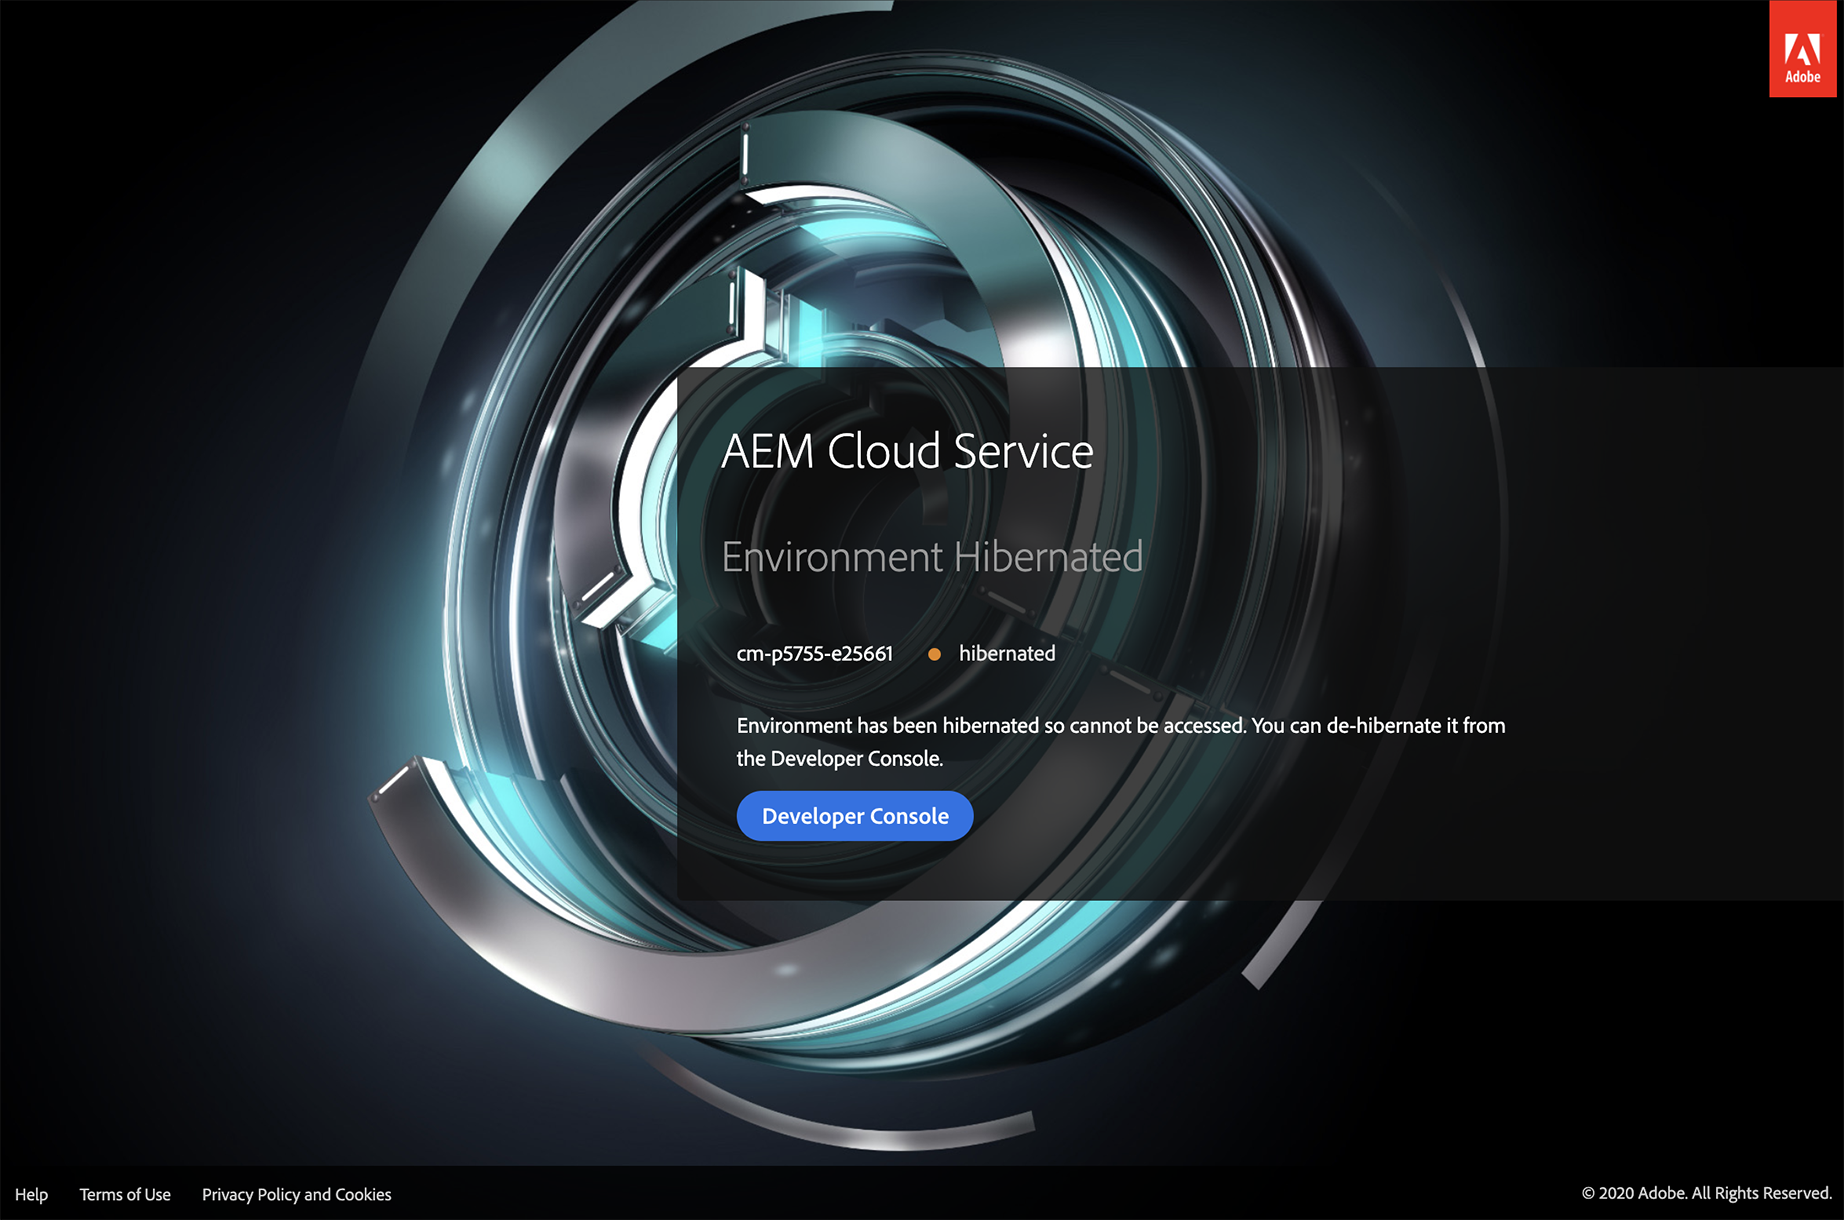 Adobe
AEM Cloud Service
Environment Hibernated
cm-p5755-e25661 hibernated
Environment has been hibernated so cannot be accessed. You can de-hibernate it from
the Developer Console.
Developer Console
Help Terms of Use Privacy Policy and Cookies © 2020 Adobe. All Rights Reserved.